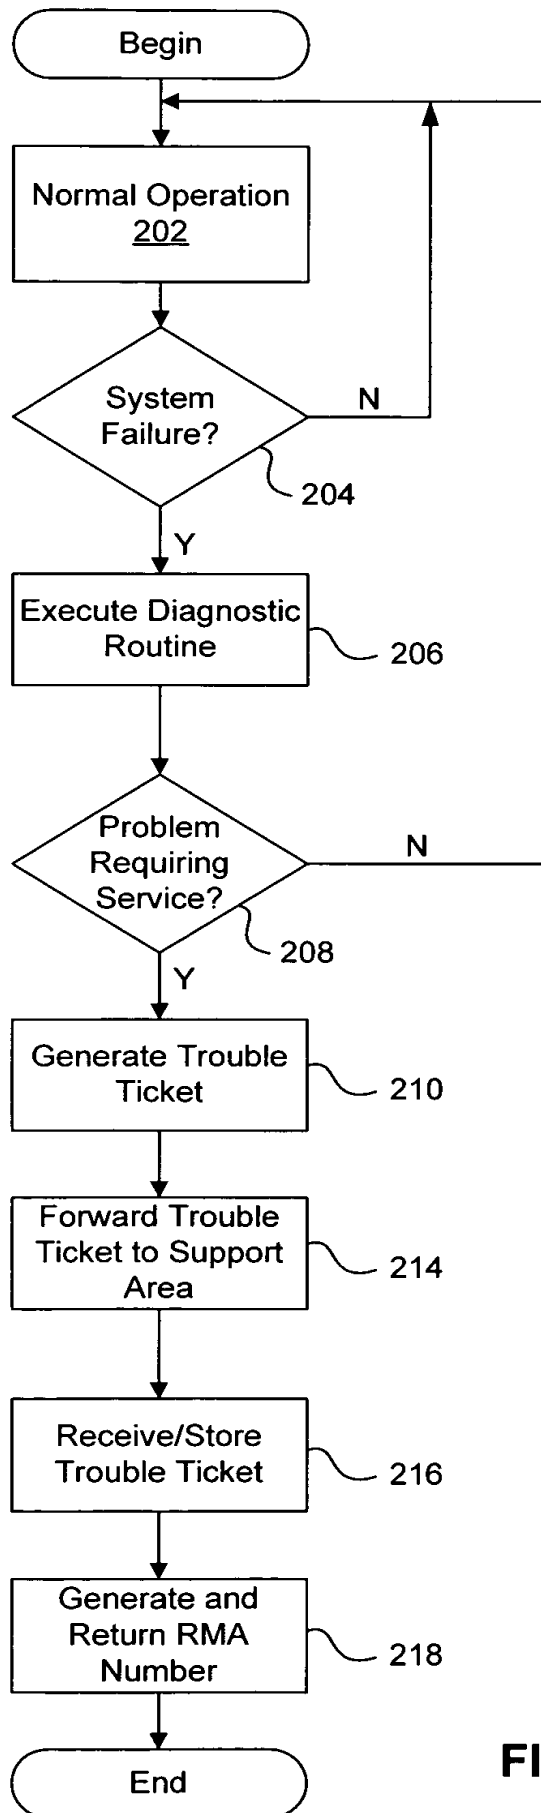 Begin
Normal Operation
202
System
Failure?
N
204
Y
Execute Diagnostic
Routine
206
Problem
Requiring
Service?
N
208
Y
Generate Trouble
Ticket
210
Forward Trouble
Ticket to Support
Area
214
Receive/Store
Trouble Ticket
216
Generate and
Return RMA
Number
218
End
FI